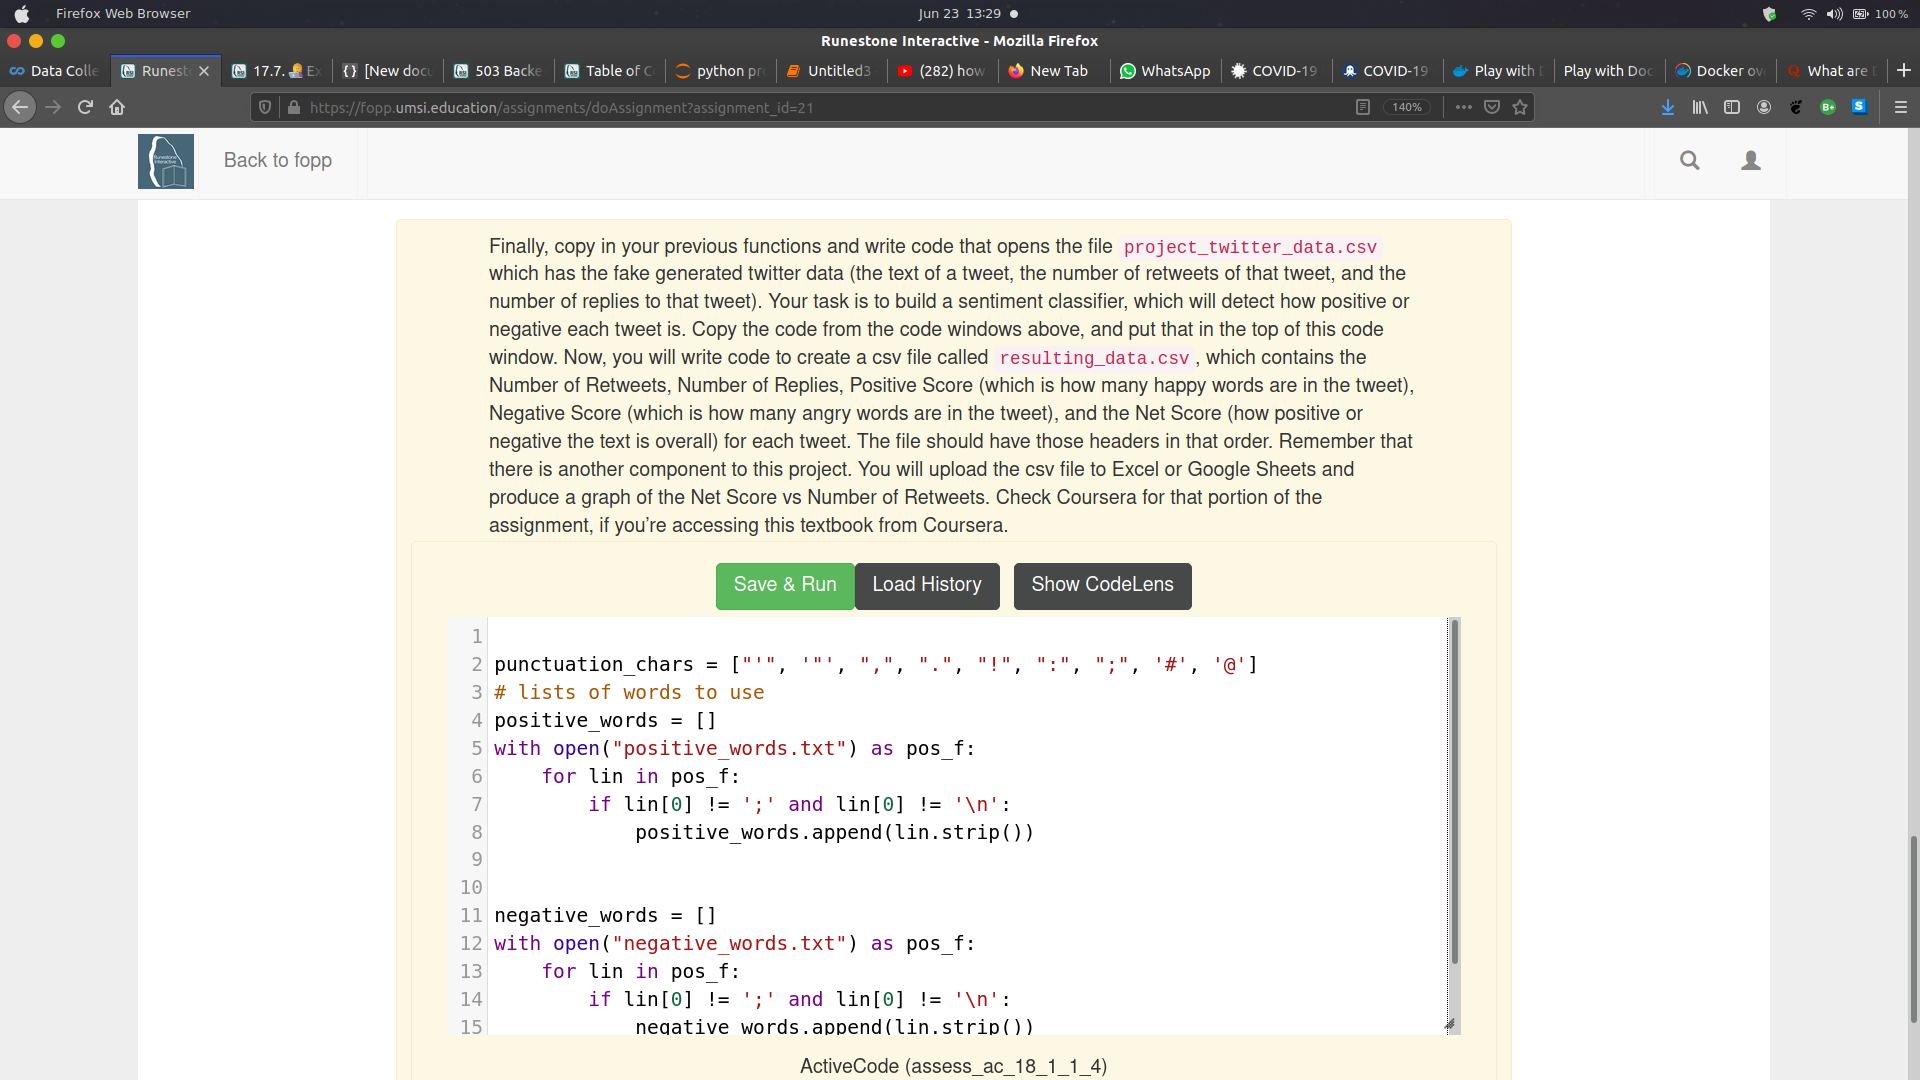 Firefox Web Browser
Jun 23 13:29
100 %
Runestone Interactive - Mozilla Firefox
Data Colle
Runest
17.7.
Ex
{} [New docu
503 Backe
Table of C
python pr
Untitled3
(282) how
New Tab
WhatsApp
COVID-19
COVID-19
Play with D
Play with Doc
Docker ov
What are D
https://fopp.umsi.education/assignments/doAssignment?assignment_id=21
140%
Back to fopp
Finally, copy in your previous functions and write code that opens the file project_twitter_data.csv
which has the fake generated twitter data (the text of a tweet, the number of retweets of that tweet, and the
number of replies to that tweet). Your task is to build a sentiment classifier, which will detect how positive or
negative each tweet is. Copy the code from the code windows above, and put that in the top of this code
window. Now, you will write code to create a csv file called resulting_data.csv, which contains the
Number of Retweets, Number of Replies, Positive Score (which is how many happy words are in the tweet),
Negative Score (which is how many angry words are in the tweet), and the Net Score (how positive or
negative the text is overall) for each tweet. The file should have those headers in that order. Remember that
there is another component to this project. You will upload the csv file to Excel or Google Sheets and
produce a graph of the Net Score vs Number of Retweets. Check Coursera for that portion of the
assignment, if you’re accessing this textbook from Coursera.
Save & Run
Load History
Show CodeLens
1
2 punctuation_chars = ["'", '"', ",", ".", "!", ":", ";", '#', '@']
3 # lists of words to use
4 positive_words = []
5 with open("positive_words.txt") as pos_f:
6     for lin in pos_f:
7         if lin[0] != ';' and lin[0] != '\n':
8             positive_words.append(lin.strip())
9
10
11 negative_words = []
12 with open("negative_words.txt") as pos_f:
13     for lin in pos_f:
14         if lin[0] != ';' and lin[0] != '\n':
15             negative_words.append(lin.strip())
ActiveCode (assess_ac_18_1_1_4)